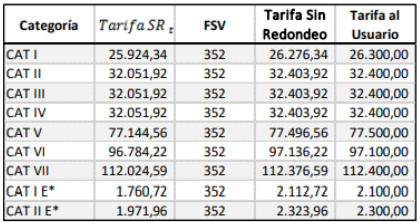 Categoría Tarifa SR t FSV Tarifa Sin Redondeo Tarifa al Usuario
CAT I 25.924,34 352 26.276,34 26.300,00
CAT II 32.051,92 352 32.403,92 32.400,00
CAT III 32.051,92 352 32.403,92 32.400,00
CAT IV 32.051,92 352 32.403,92 32.400,00
CAT V 77.144,56 352 77.496,56 77.500,00
CAT VI 96.784,22 352 97.136,22 97.100,00
CAT VII 112.024,59 352 112.376,59 112.400,00
CAT I E* 1.760,72 352 2.112,72 2.100,00
CAT II E* 1.971,96 352 2.323,96 2.300,00